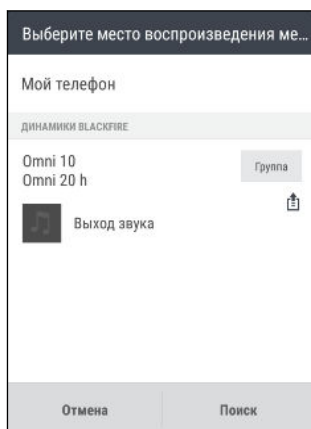 Выберите место воспроизведения ме...
Мой телефон
ДИНАМИКИ BLACKFIRE
Omni 10
Omni 20 h
Группа
Выход звука
Отмена
Поиск